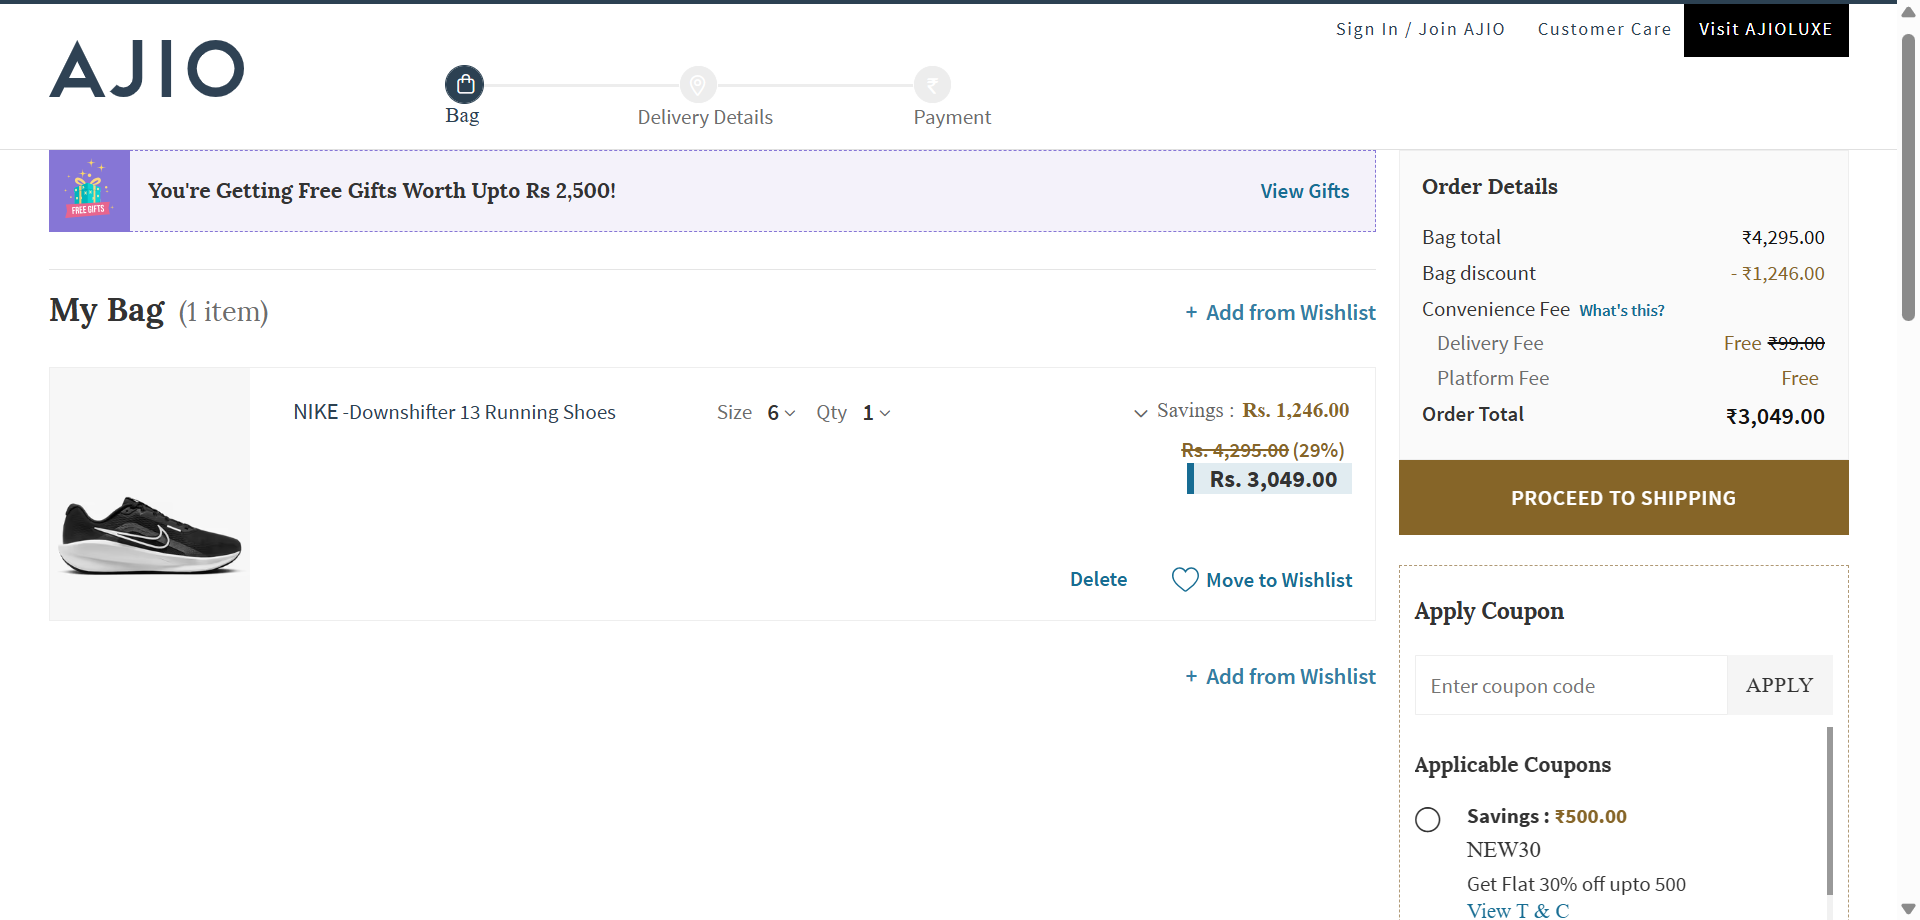 Sign In / Join AJIO
Customer Care
Visit AJIOLUXE
AJIO
Bag
Delivery Details
₹
Payment
FREE GIFTS
You're Getting Free Gifts Worth Upto Rs 2,500!
View Gifts
My Bag (1 item)
+ Add from Wishlist
NIKE -Downshifter 13 Running Shoes
Size 6
Qty 1
Savings : Rs. 1,246.00
Rs. 4,295.00 (29%)
Rs. 3,049.00
Delete
Move to Wishlist
+ Add from Wishlist
Order Details
Bag total ₹4,295.00
Bag discount - ₹1,246.00
Convenience Fee What's this?
Delivery Fee Free ₹99.00
Platform Fee Free
Order Total ₹3,049.00
PROCEED TO SHIPPING
Apply Coupon
Enter coupon code
APPLY
Applicable Coupons
Savings : ₹500.00
NEW30
Get Flat 30% off upto 500
View T & C